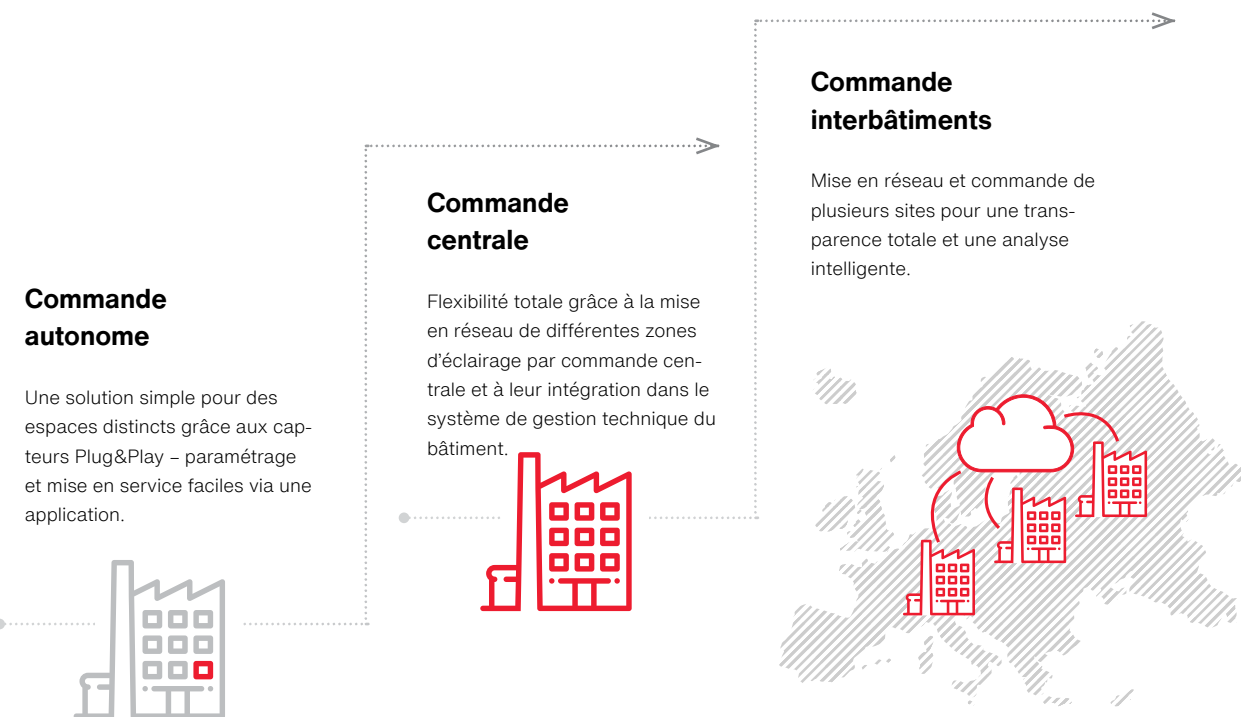 Commande
autonome
Une solution simple pour des
espaces distincts grâce aux cap-
teurs Plug&Play – paramétrage
et mise en service faciles via une
application.
Commande
centrale
Flexibilité totale grâce à la mise
en réseau de différentes zones
d’éclairage par commande cen-
trale et à leur intégration dans le
système de gestion technique du
bâtiment.
Commande
interbâtiments
Mise en réseau et commande de
plusieurs sites pour une trans-
parence totale et une analyse
intelligente.